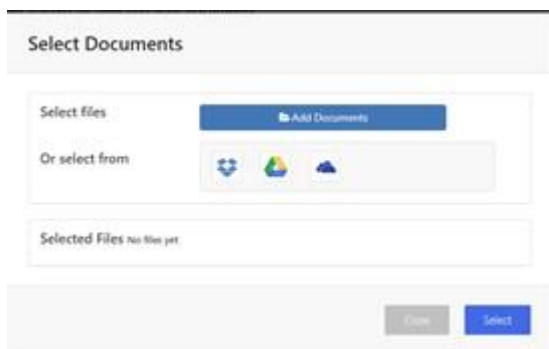 Select Documents
Select files
Add Documents
Or select from
Selected Files No files yet
Close
Select